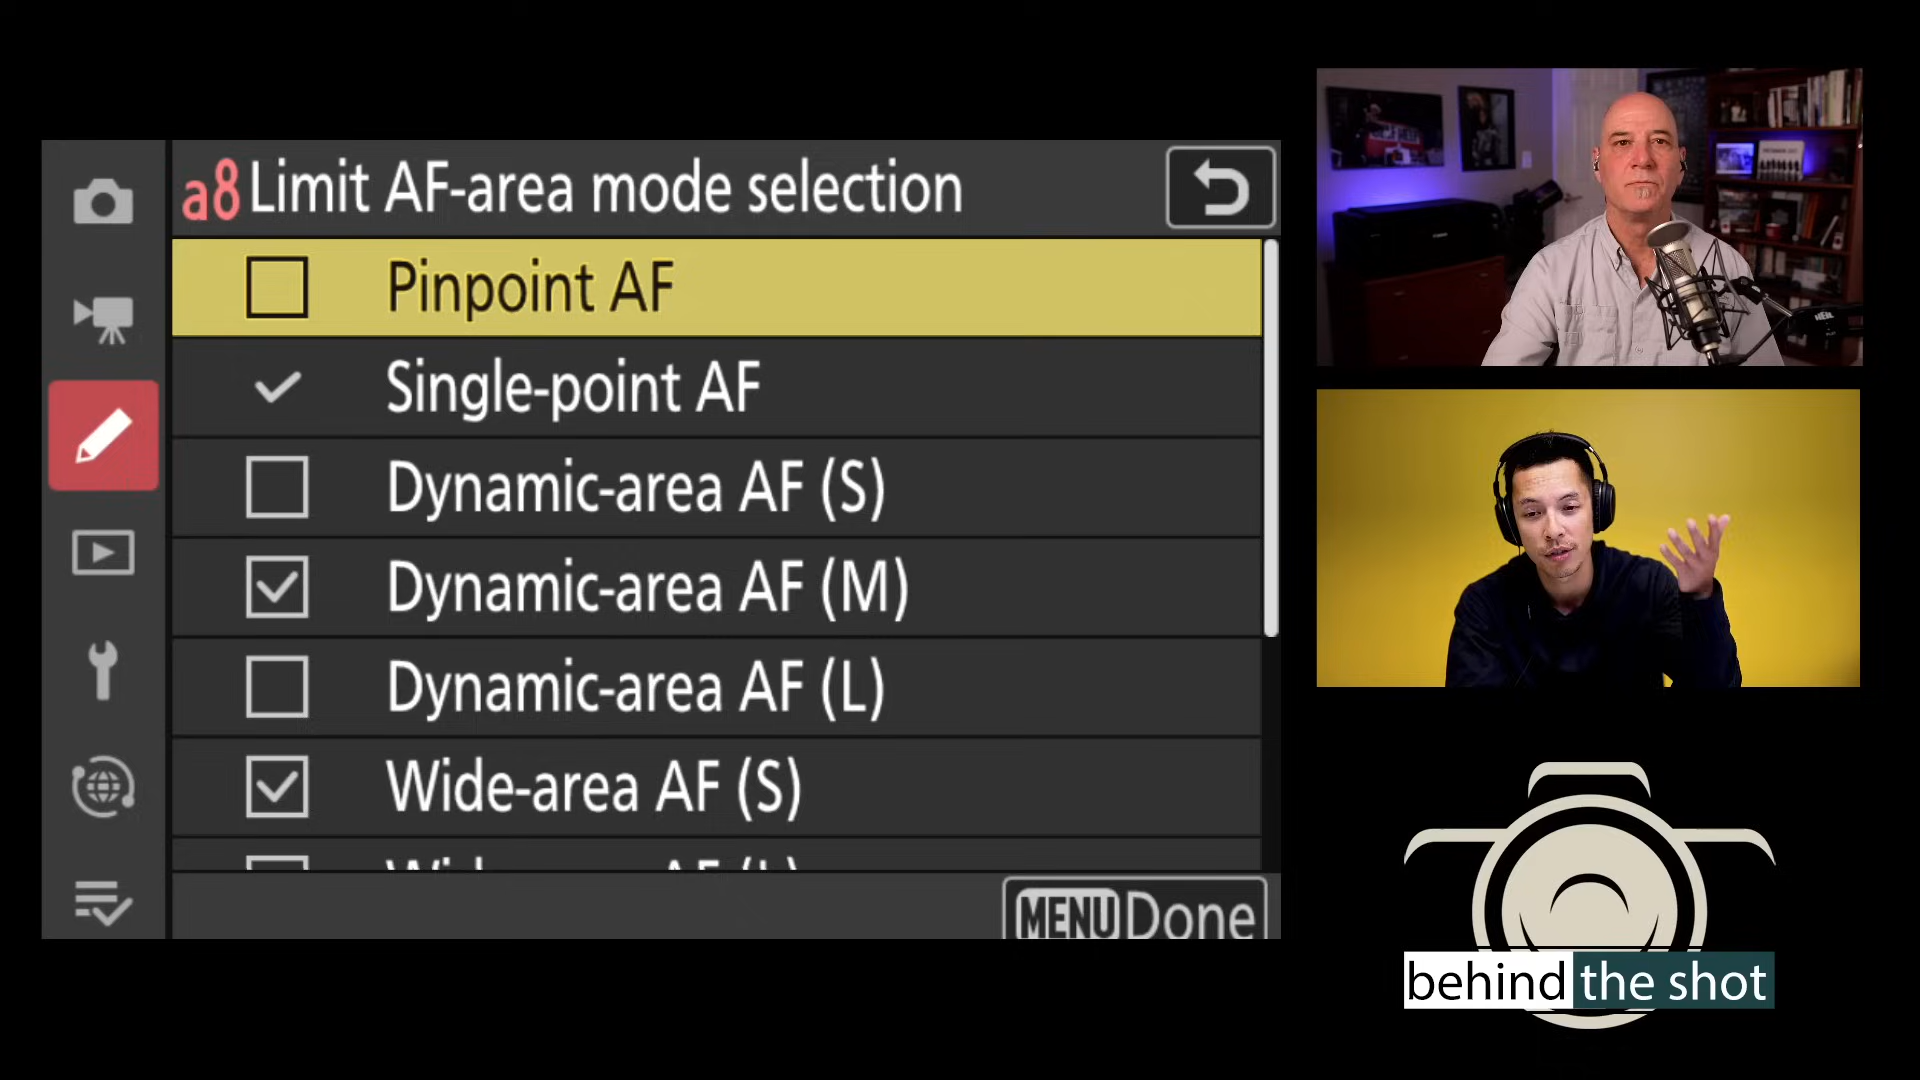 a8 Limit AF-area mode selection
Pinpoint AF
Single-point AF
Dynamic-area AF (S)
Dynamic-area AF (M)
Dynamic-area AF (L)
Wide-area AF (S)
MENU Done
behind the shot